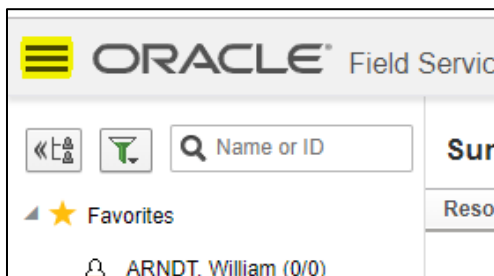 ORACLE Field Servic
Name or ID
Sur
Favorites
Reso
ARNDT, William (0/0)